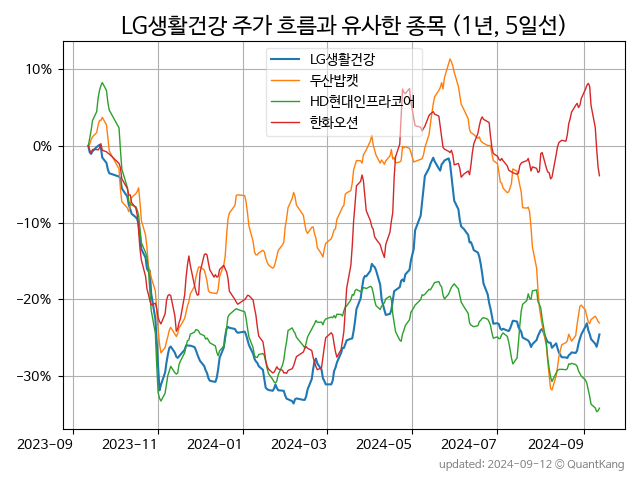 LG생활건강 주가 흐름과 유사한 종목 (1년, 5일선)
LG생활건강
두산밥캣
HD현대인프라코어
한화오션
10%
0%
−10%
−20%
−30%
2023-09
2023-11
2024-01
2024-03
2024-05
2024-07
2024-09
updated: 2024-09-12 © QuantKang